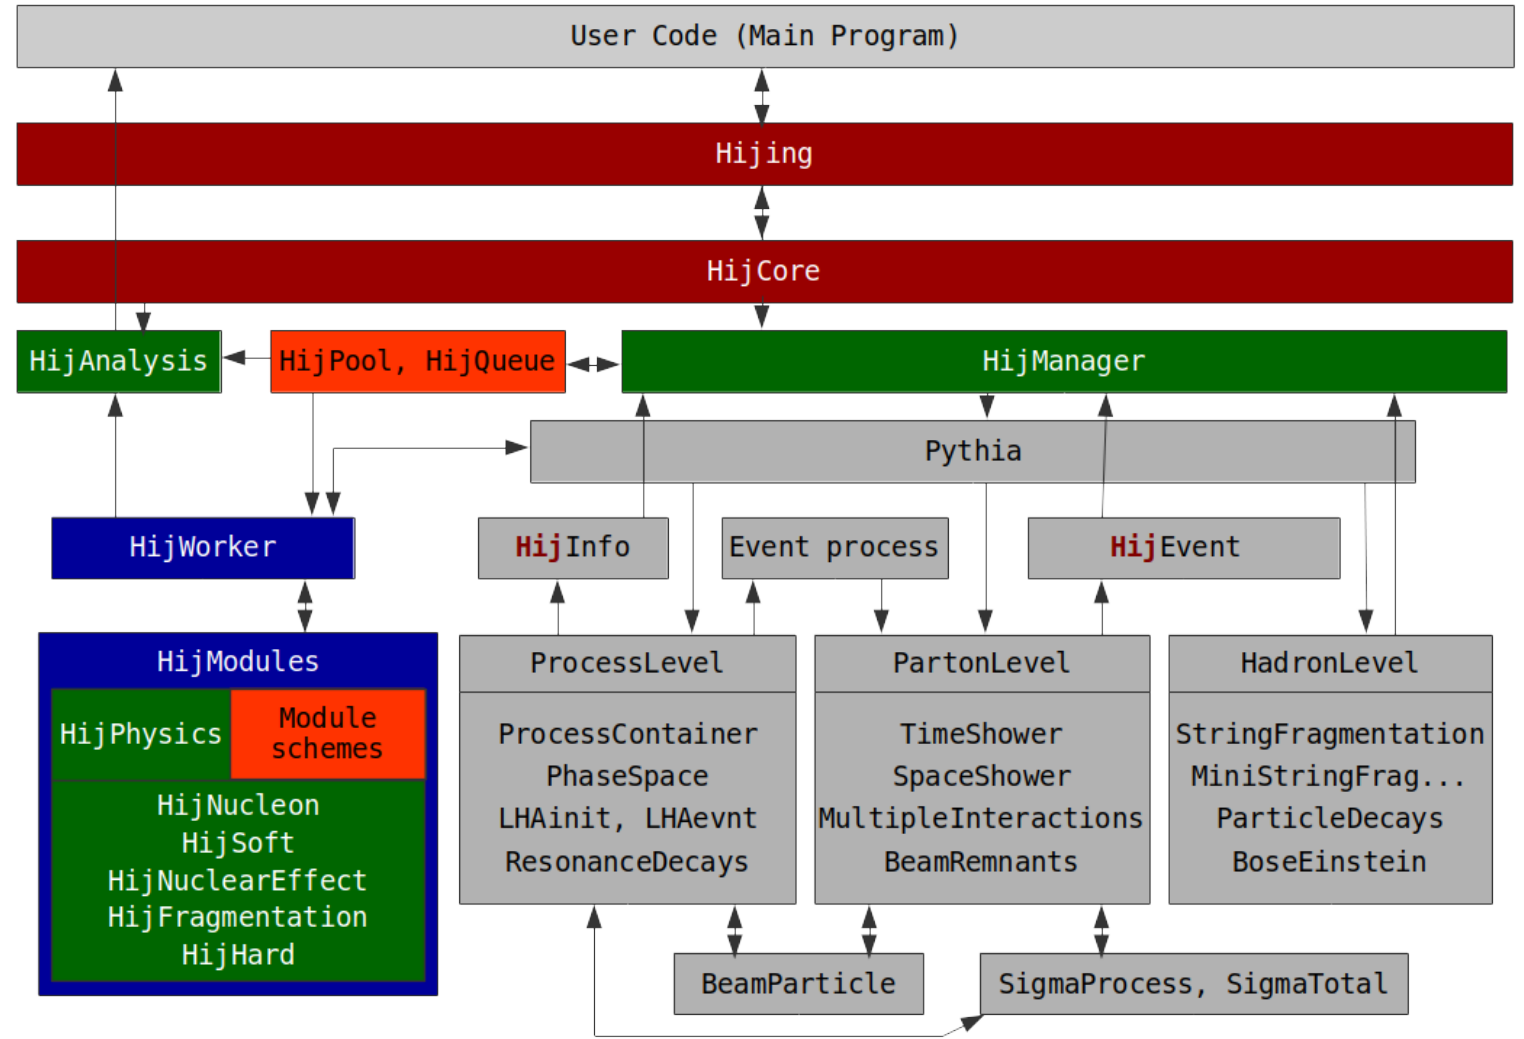 User Code (Main Program)
Hijing
HijCore
HijAnalysis
HijPool, HijQueue
HijManager
Pythia
HijWorker
HijInfo
Event process
HijEvent
HijModules
HijPhysics
Module
schemes
HijNucleon
HijSoft
HijNuclearEffect
HijFragmentation
HijHard
ProcessLevel
ProcessContainer
PhaseSpace
LHAinit, LHAevnt
ResonanceDecays
PartonLevel
TimeShower
SpaceShower
MultipleInteractions
BeamRemnants
HadronLevel
StringFragmentation
MiniStringFrag...
ParticleDecays
BoseEinstein
BeamParticle
SigmaProcess, SigmaTotal